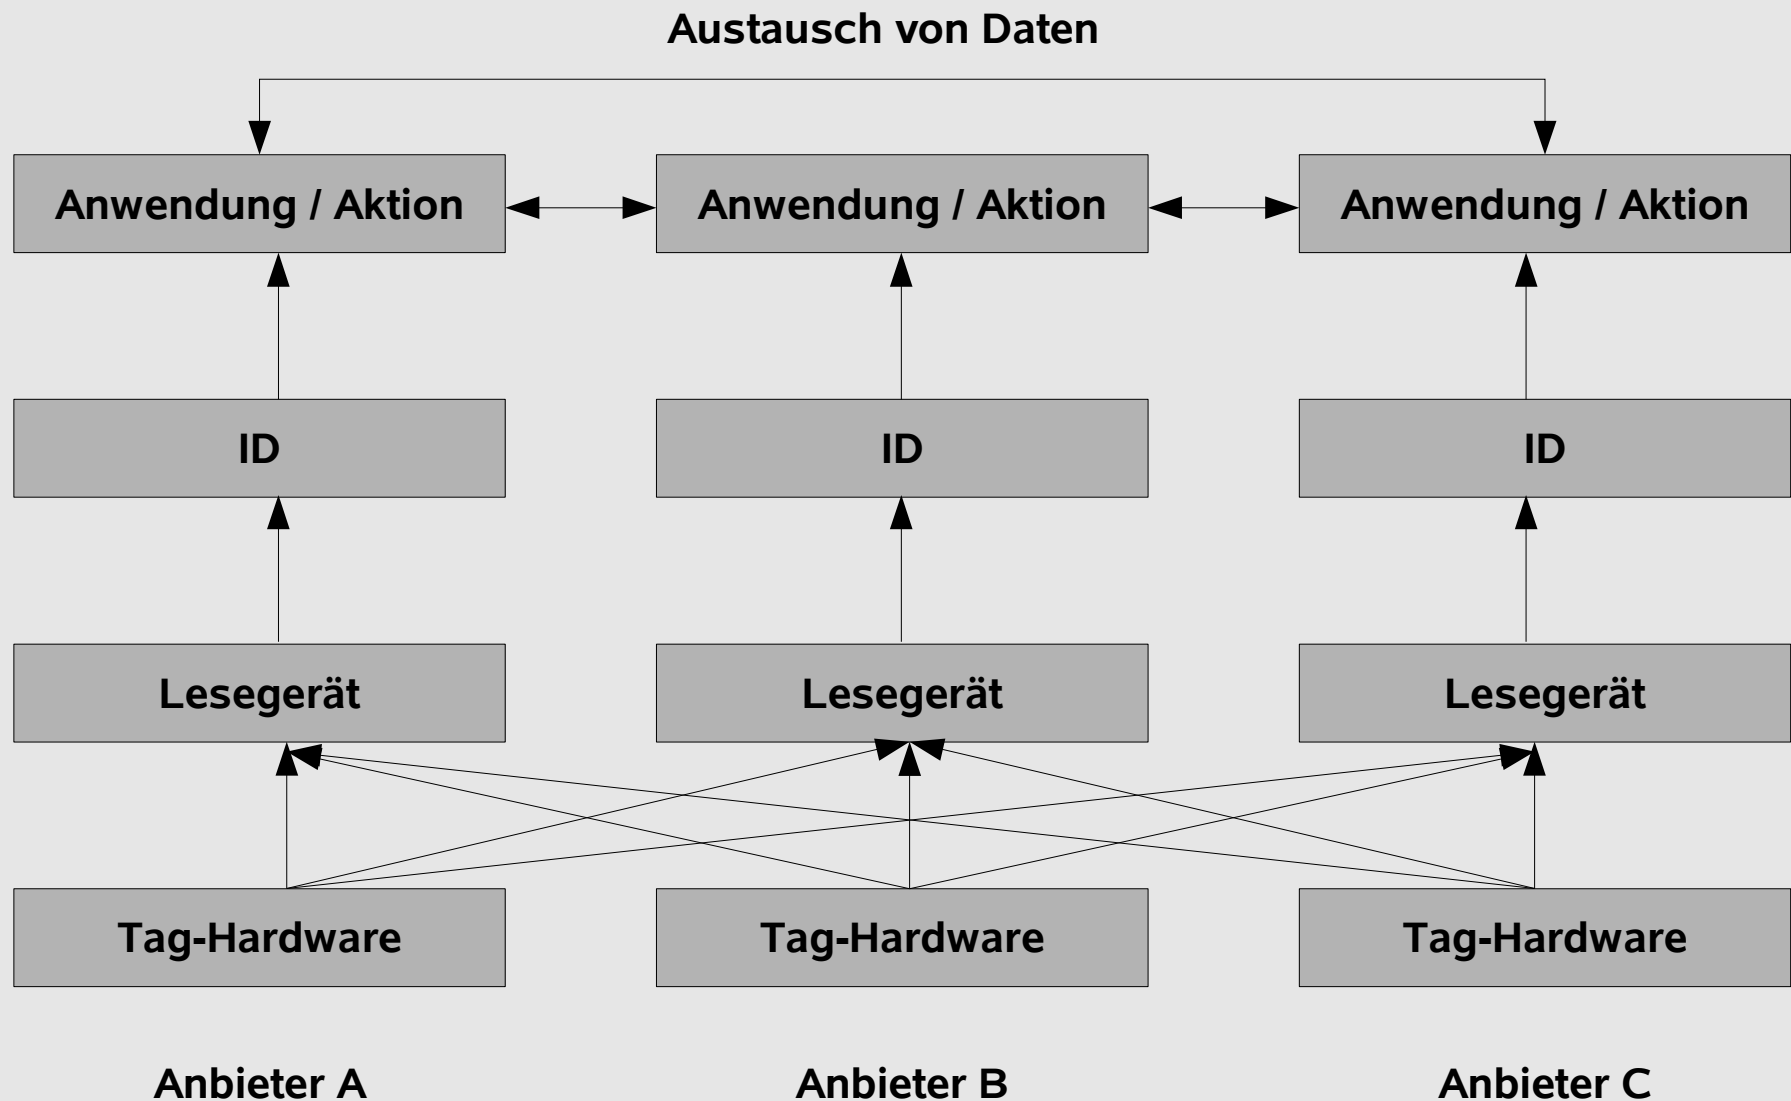 Austausch von Daten
Anwendung / Aktion
Anwendung / Aktion
Anwendung / Aktion
ID
ID
ID
Lesegerät
Lesegerät
Lesegerät
Tag-Hardware
Tag-Hardware
Tag-Hardware
Anbieter A
Anbieter B
Anbieter C